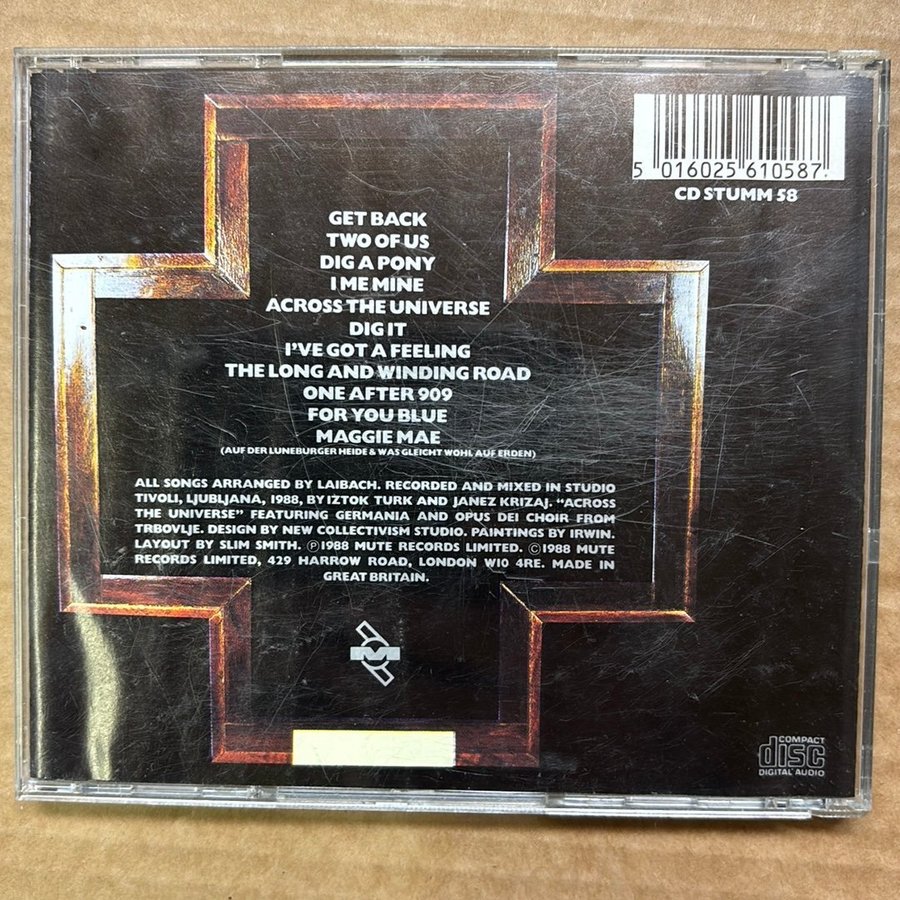 5 016025 610587
CD STUMM 58
GET BACK
TWO OF US
DIG A PONY
I ME MINE
ACROSS THE UNIVERSE
DIG IT
I'VE GOT A FEELING
THE LONG AND WINDING ROAD
ONE AFTER 909
FOR YOU BLUE
MAGGIE MAE
(AUF DER LUNEBURGER HEIDE & WAS GLEICHT WOHL AUF ERDEN)
ALL SONGS ARRANGED BY LAIBACH. RECORDED AND MIXED IN STUDIO
TIVOLI, LJUBLJANA, 1988, BY IZTOK TURK AND JANEZ KRIZAJ. "ACROSS
THE UNIVERSE" FEATURING GERMANIA AND OPUS DEI CHOIR FROM
TRBOVLJE. DESIGN BY NEW COLLECTIVISM STUDIO. PAINTINGS BY IRWIN.
LAYOUT BY SLIM SMITH. ℗1988 MUTE RECORDS LIMITED. ©1988 MUTE
RECORDS LIMITED, 429 HARROW ROAD, LONDON W10 4RE. MADE IN
GREAT BRITAIN.
M
COMPACT
disc
DIGITAL AUDIO